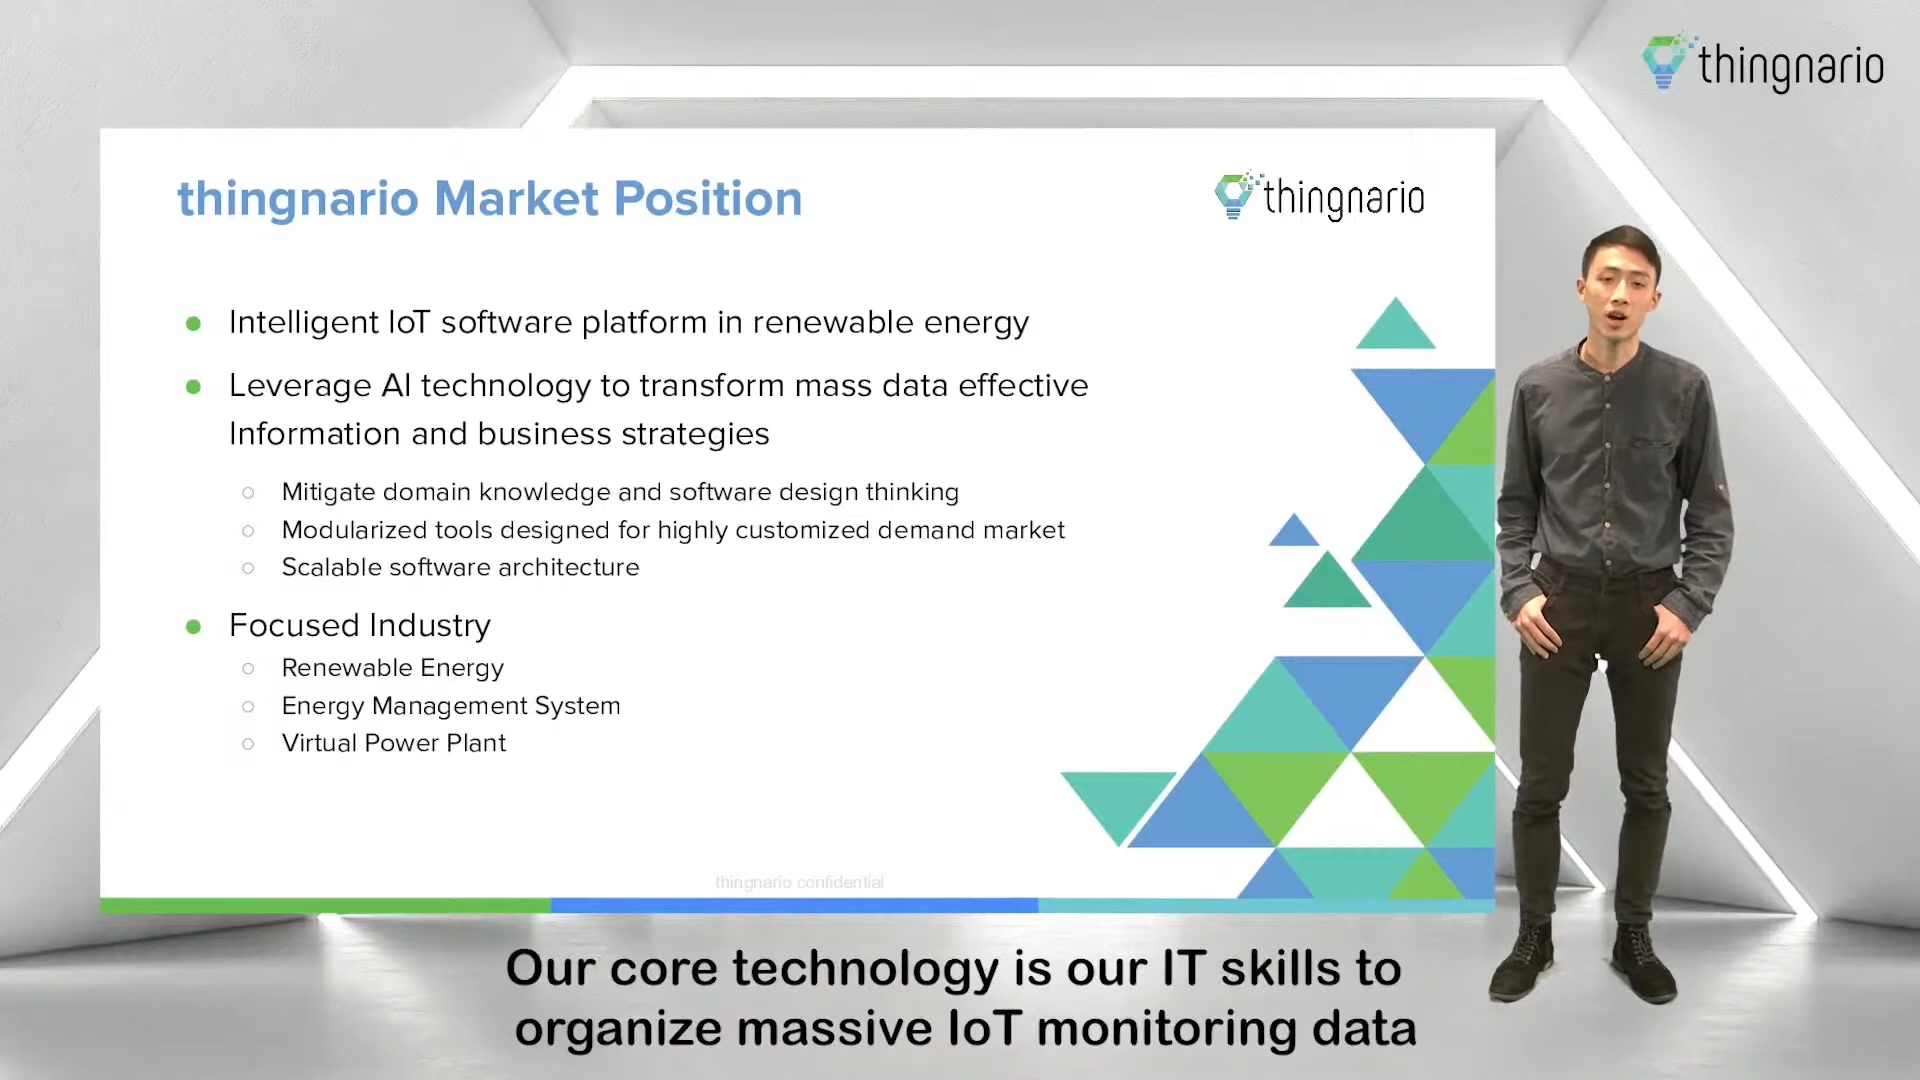 thingnario
thingnario Market Position
thingnario
Intelligent IoT software platform in renewable energy
Leverage AI technology to transform mass data effective
Information and business strategies
Mitigate domain knowledge and software design thinking
Modularized tools designed for highly customized demand market
Scalable software architecture
Focused Industry
Renewable Energy
Energy Management System
Virtual Power Plant
thingnario confidential
Our core technology is our IT skills to
organize massive IoT monitoring data